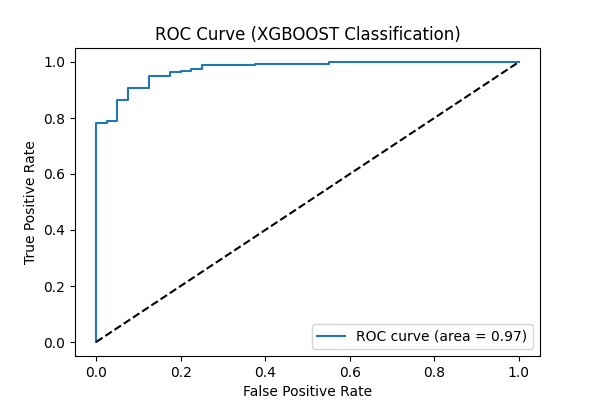 ROC Curve (XGBOOST Classification)
True Positive Rate
1.0
0.8
0.6
0.4
0.2
0.0
ROC curve (area = 0.97)
0.0 0.2 0.4 0.6 0.8 1.0
False Positive Rate